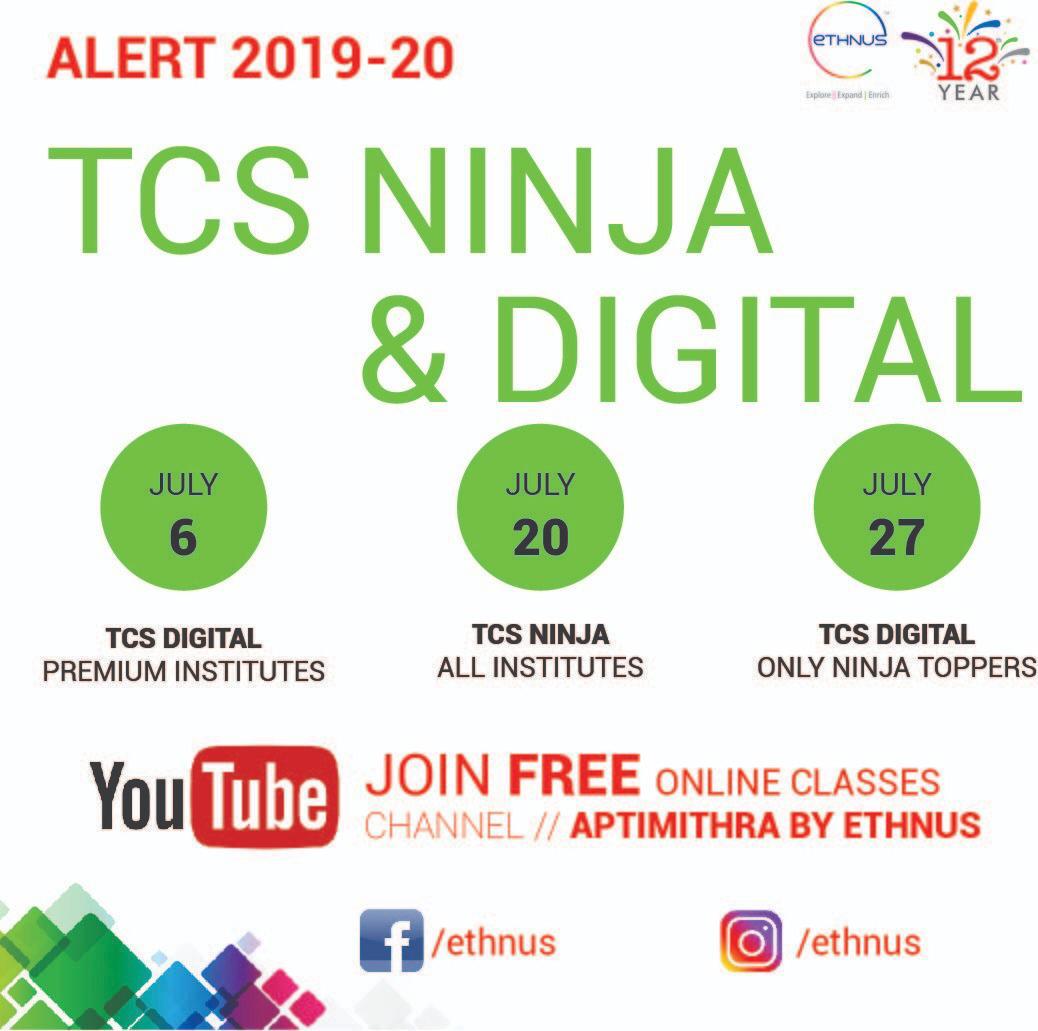 ALERT 2019-20
eTHNUS
Explore || Expand | Enrich
12
YEAR
TCS NINJA
& DIGITAL
JULY
6
TCS DIGITAL
PREMIUM INSTITUTES
JULY
20
TCS NINJA
ALL INSTITUTES
JULY
27
TCS DIGITAL
ONLY NINJA TOPPERS
YouTube
JOIN FREE ONLINE CLASSES
CHANNEL // APTIMITHRA BY ETHNUS
f /ethnus
/ethnus